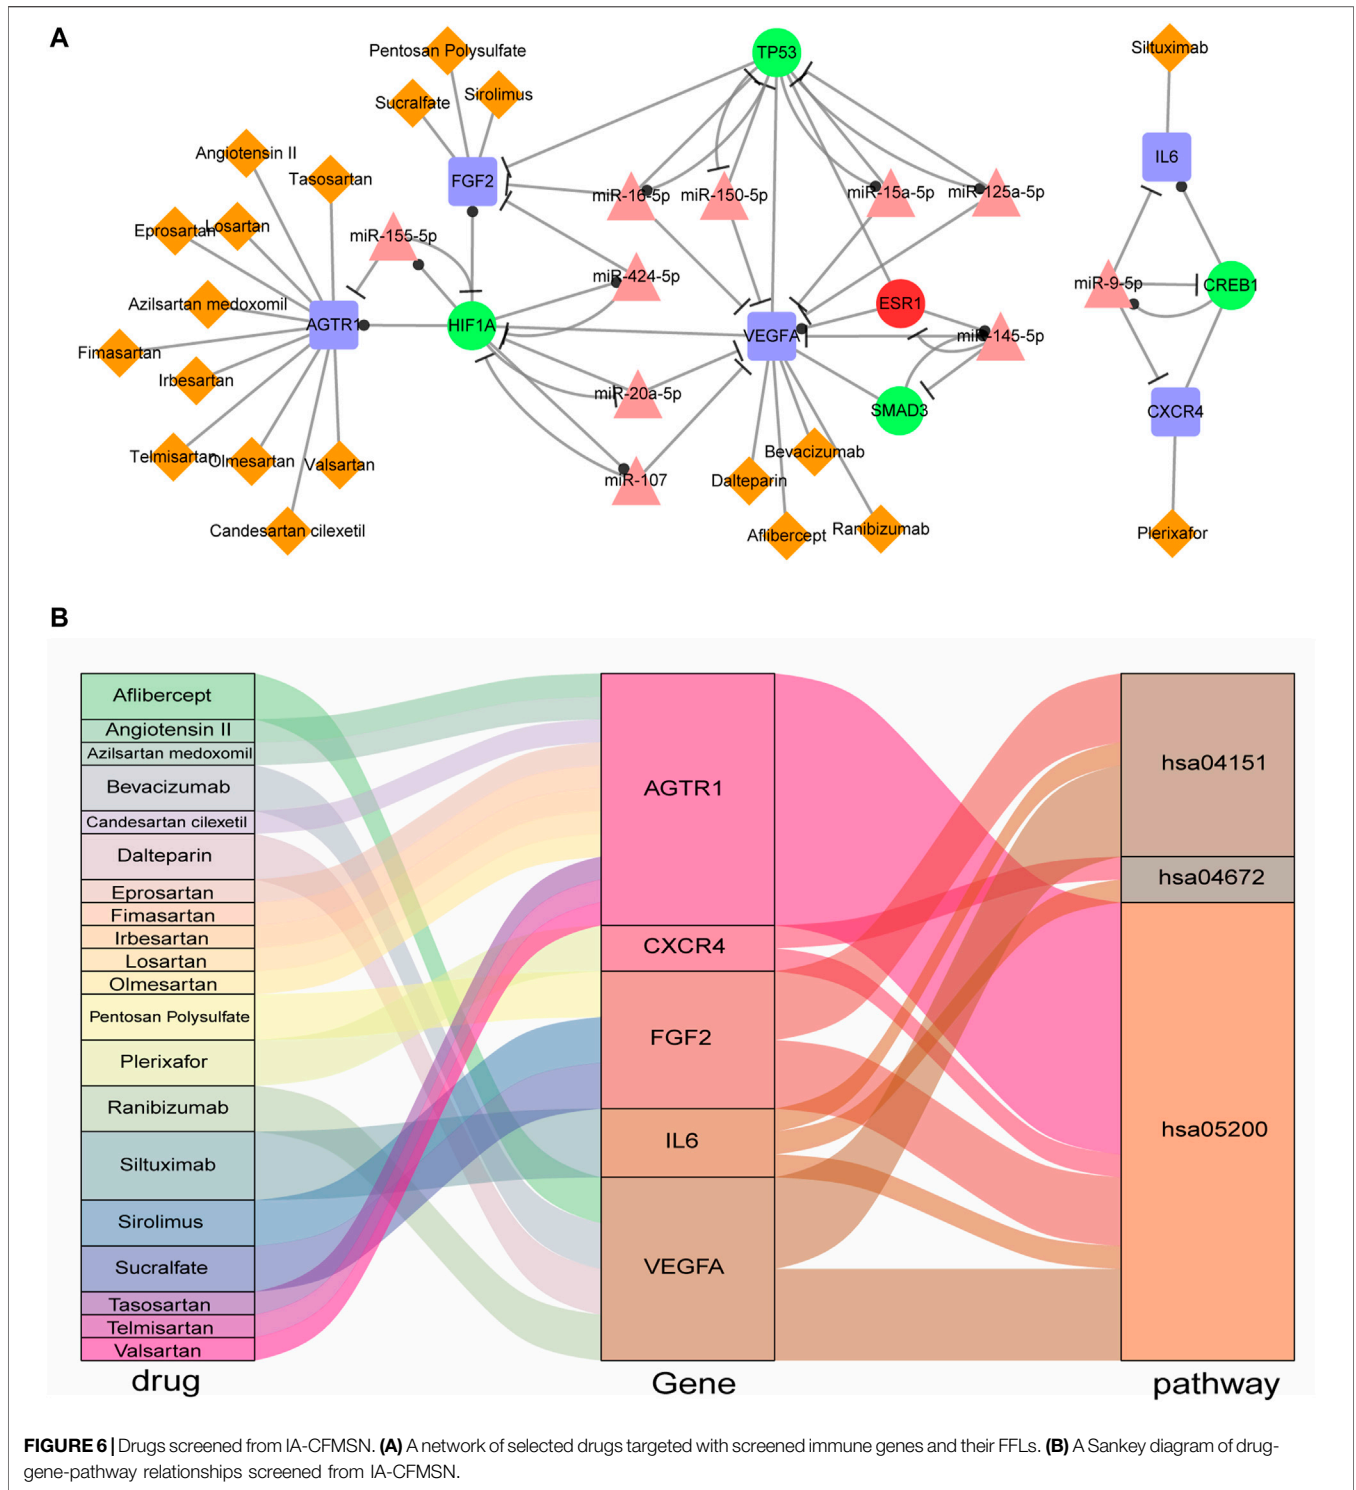 A
Pentosan Polysulfate
Sucralfate
Sirolimus
TP53
Siltuximab
Angiotensin II
Tasosartan
FGF2
IL6
Eprosartan
Losartan
miR-155-5p
miR-16-5p
miR-150-5p
miR-15a-5p
miR-125a-5p
Azilsartan medoxomil
AGTR1
HIF1A
miR-424-5p
VEGFA
ESR1
miR-145-5p
miR-9-5p
CREB1
Fimasartan
Irbesartan
miR-20a-5p
SMAD3
CXCR4
Telmisartan
Olmesartan
Valsartan
miR-107
Bevacizumab
Dalteparin
Candesartan cilexetil
Aflibercept
Ranibizumab
Plerixafor
B
Aflibercept
Angiotensin II
Azilsartan medoxomil
Bevacizumab
Candesartan cilexetil
Dalteparin
Eprosartan
Fimasartan
Irbesartan
Losartan
Olmesartan
Pentosan Polysulfate
Plerixafor
Ranibizumab
Siltuximab
Sirolimus
Sucralfate
Tasosartan
Telmisartan
Valsartan
drug
AGTR1
CXCR4
FGF2
IL6
VEGFA
Gene
hsa04151
hsa04672
hsa05200
pathway
FIGURE 6 | Drugs screened from IA-CFMSN. (A) A network of selected drugs targeted with screened immune genes and their FFLs. (B) A Sankey diagram of drug-
gene-pathway relationships screened from IA-CFMSN.